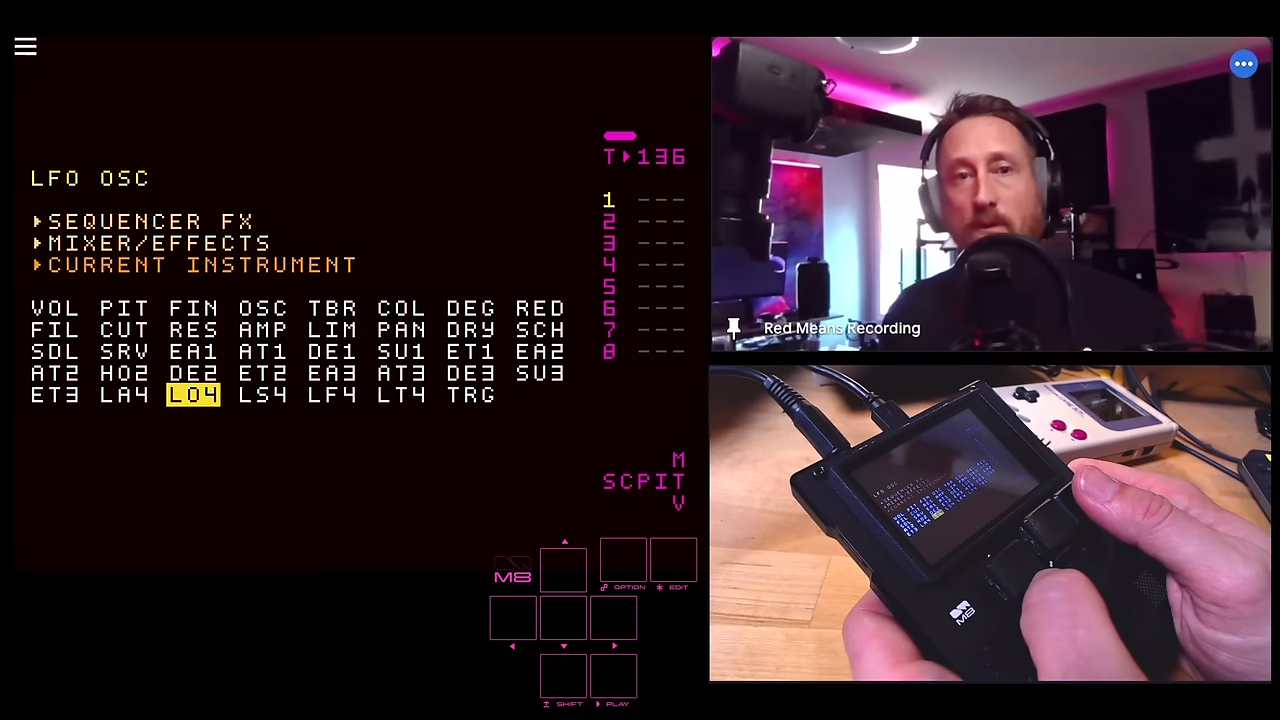 T▸136
LFO OSC
1 ---
▸SEQUENCER FX
2 ---
▸MIXER/EFFECTS
3 ---
▸CURRENT INSTRUMENT
4 ---
5 ---
VOL PIT FIN OSC TBR COL DEG RED
6 ---
FIL CUT RES AMP LIM PAN DRY SCH
7 ---
SDL SRV EA1 AT1 DE1 SU1 ET1 EA2
8 ---
AT2 HO2 DE2 ET2 EA3 AT3 DE3 SU3
ET3 LA4 LO4 LS4 LF4 LT4 TRG
M
SCPIT
V
M8
OPTION
EDIT
SHIFT
PLAY
Red Means Recording
LFO OSC
M8